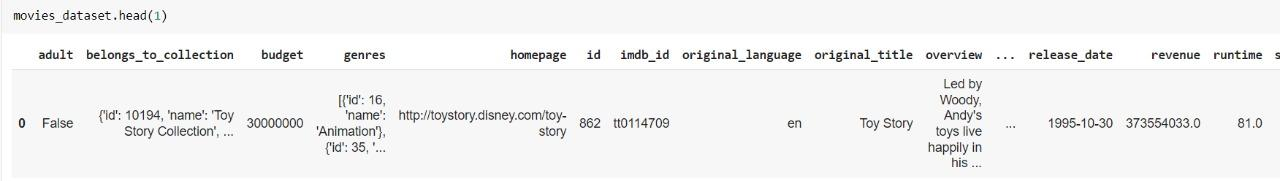 movies_dataset.head(1)
adult belongs_to_collection budget genres homepage id imdb_id original_language original_title overview ... release_date revenue runtime s
0 False {'id': 10194, 'name': 'Toy Story Collection', ... 30000000 [{'id': 16, 'name': 'Animation'}, {'id': 35, '... http://toystory.disney.com/toy-story 862 tt0114709 en Toy Story Led by Woody, Andy's toys live happily in his ... ... 1995-10-30 373554033.0 81.0